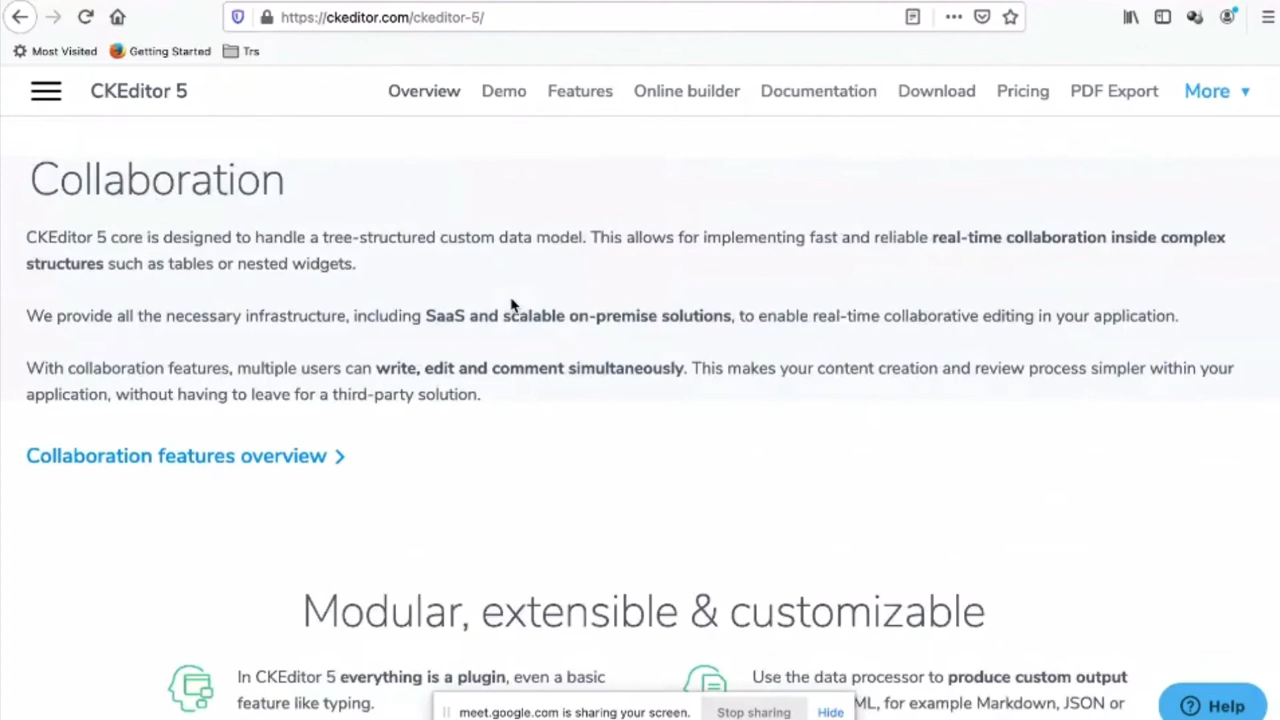 https://ckeditor.com/ckeditor-5/
Most Visited Getting Started Trs
CKEditor 5 Overview Demo Features Online builder Documentation Download Pricing PDF Export More
Collaboration
CKEditor 5 core is designed to handle a tree-structured custom data model. This allows for implementing fast and reliable real-time collaboration inside complex
structures such as tables or nested widgets.
We provide all the necessary infrastructure, including SaaS and scalable on-premise solutions, to enable real-time collaborative editing in your application.
With collaboration features, multiple users can write, edit and comment simultaneously. This makes your content creation and review process simpler within your
application, without having to leave for a third-party solution.
Collaboration features overview
Modular, extensible & customizable
In CKEditor 5 everything is a plugin, even a basic
feature like typing.
Use the data processor to produce custom output
ML, for example Markdown, JSON or
meet.google.com is sharing your screen. Stop sharing Hide
Help